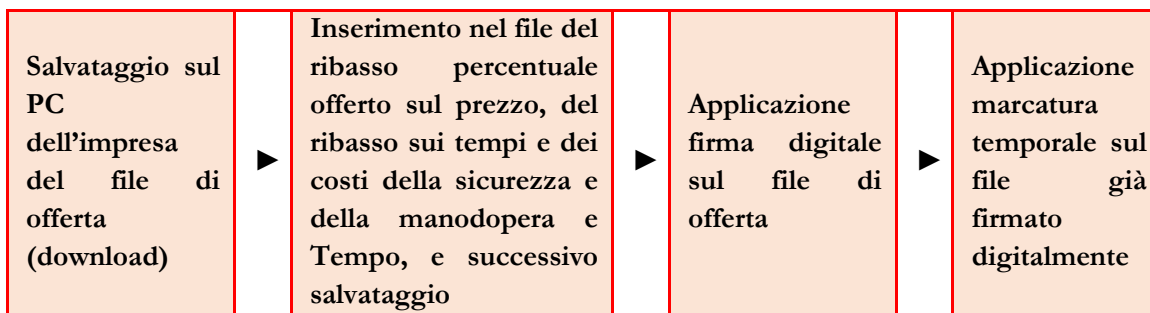 Salvataggio sul
PC
dell'impresa
del file di
offerta
(download)
►
Inserimento nel file del
ribasso percentuale
offerto sul prezzo, del
ribasso sui tempi e dei
costi della sicurezza e
della manodopera e
Tempo, e successivo
salvataggio
►
Applicazione
firma digitale
sul file di
offerta
►
Applicazione
marcatura
temporale sul
file già
firmato
digitalmente